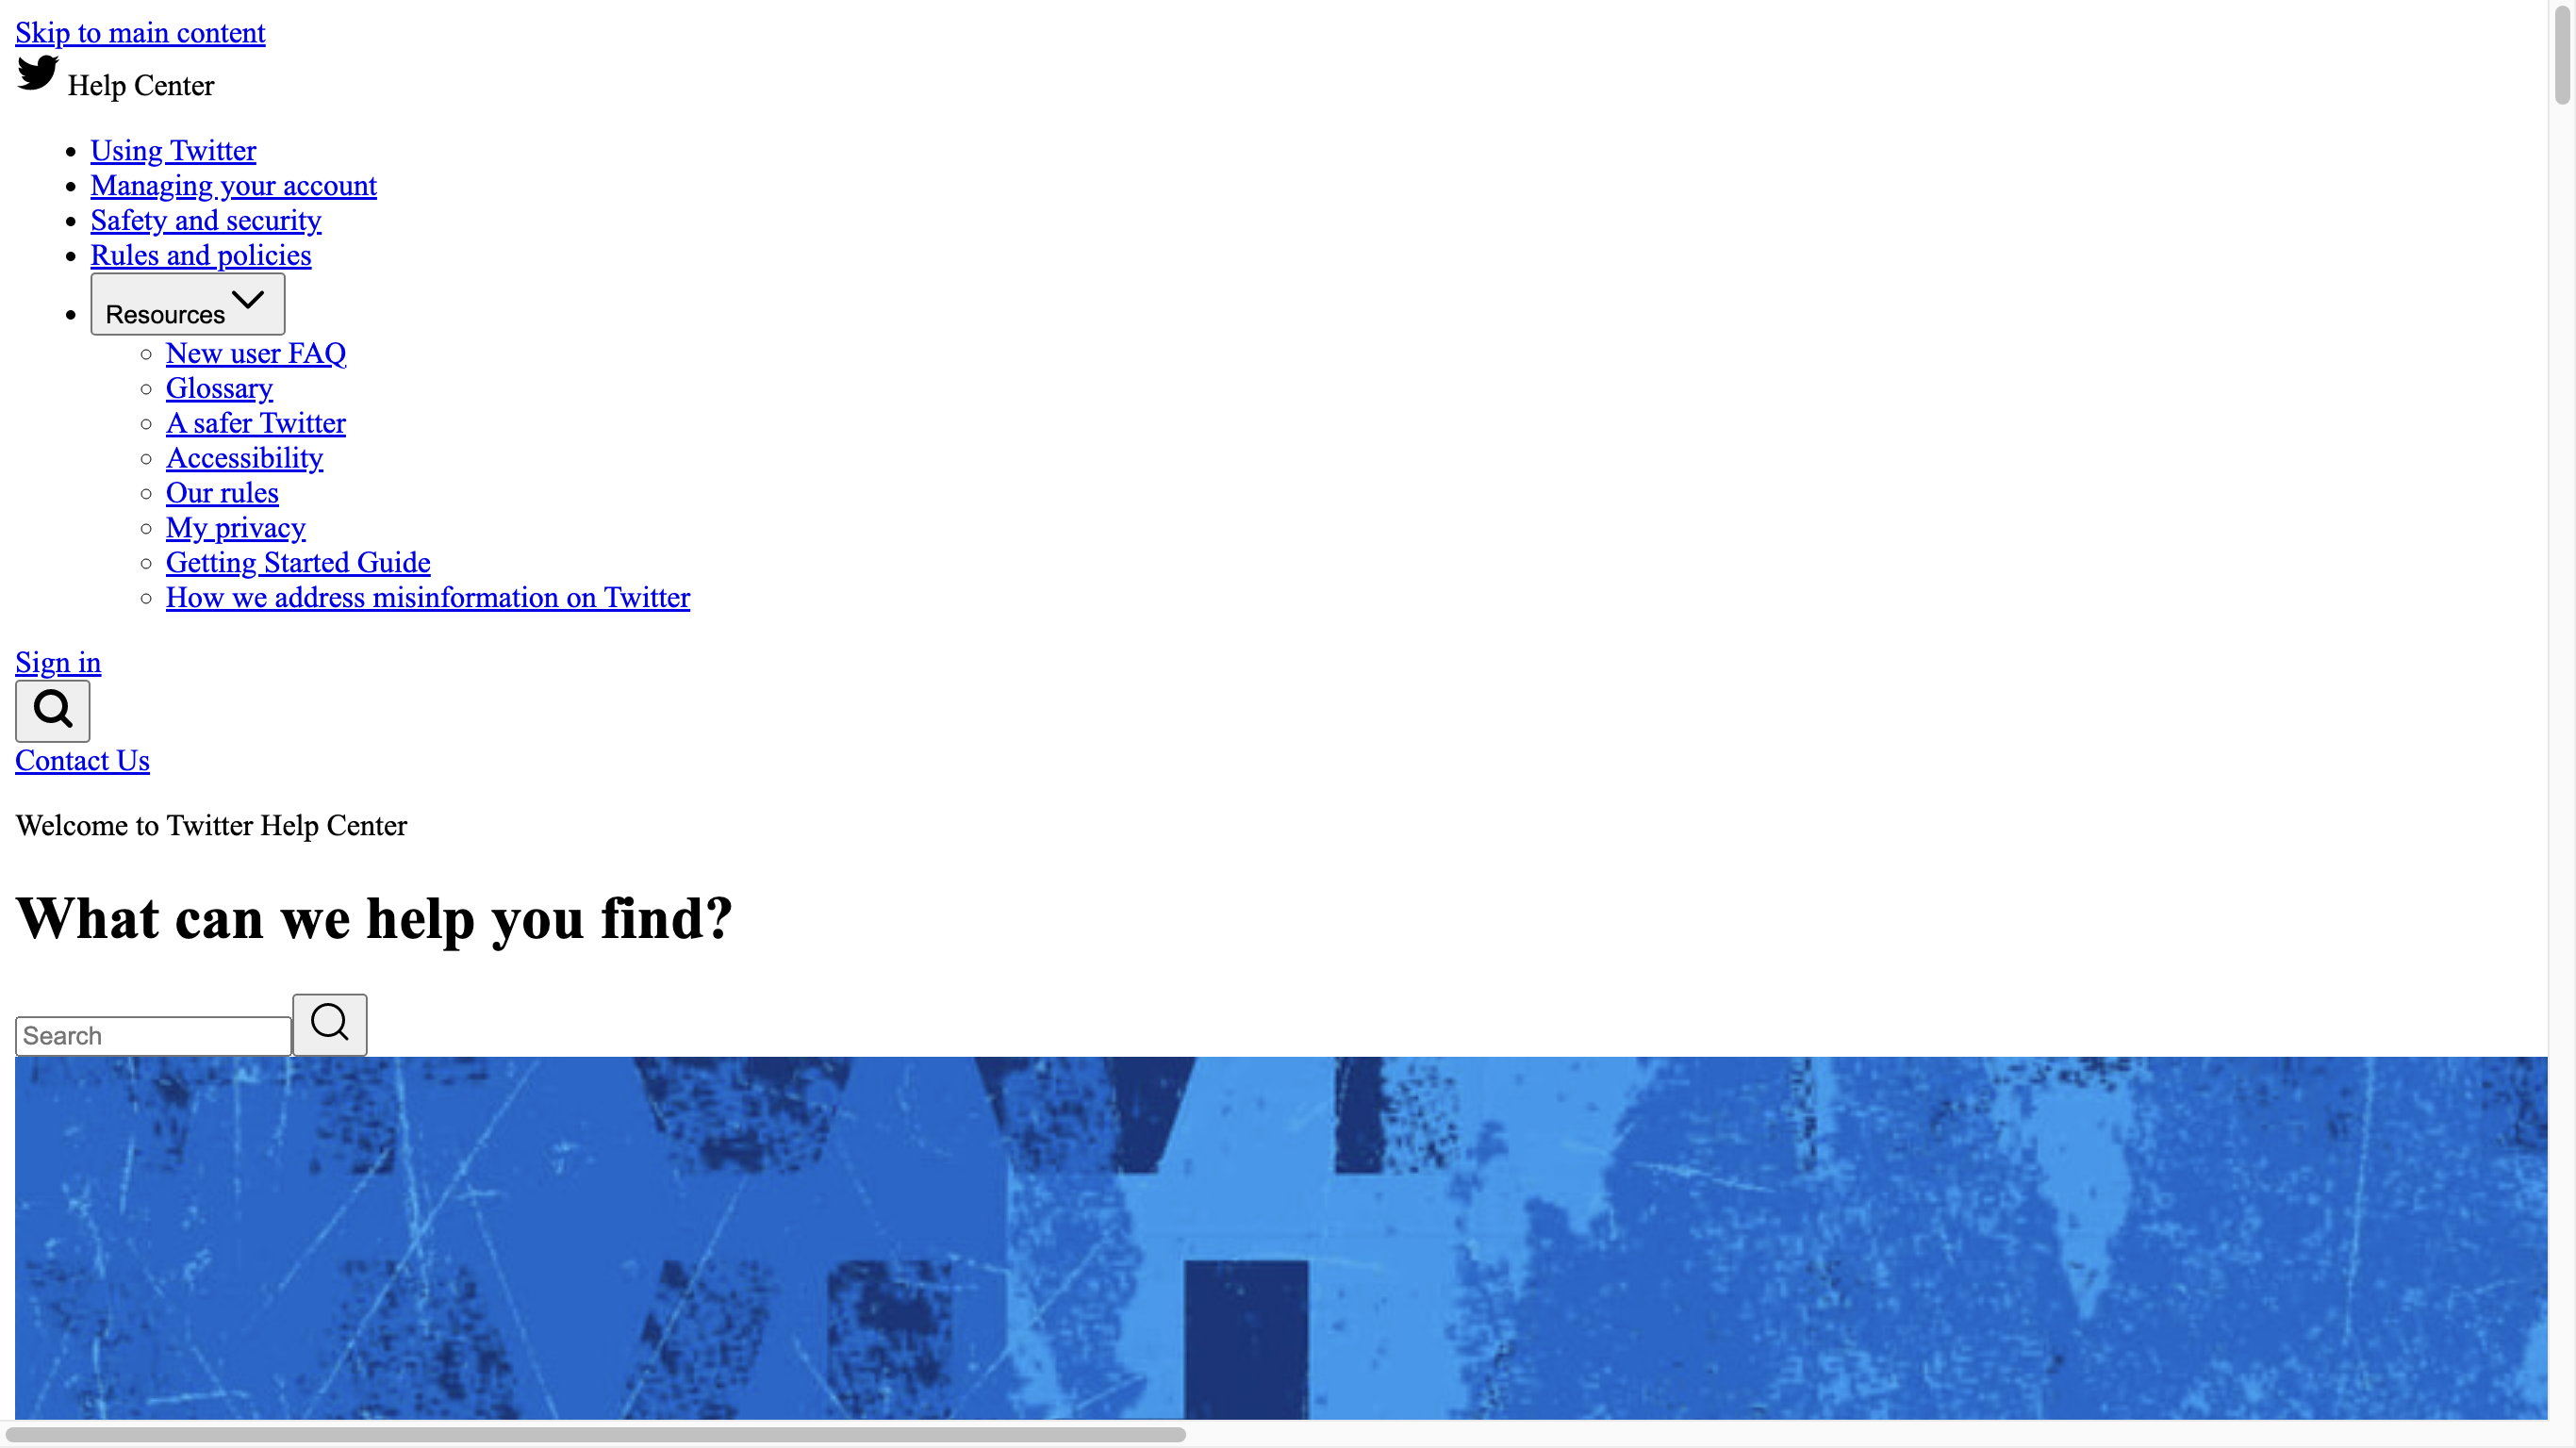 Skip to main content
Help Center
Using Twitter
Managing your account
Safety and security
Rules and policies
Resources
New user FAQ
Glossary
A safer Twitter
Accessibility
Our rules
My privacy
Getting Started Guide
How we address misinformation on Twitter
Sign in
Contact Us
Welcome to Twitter Help Center
What can we help you find?
Search